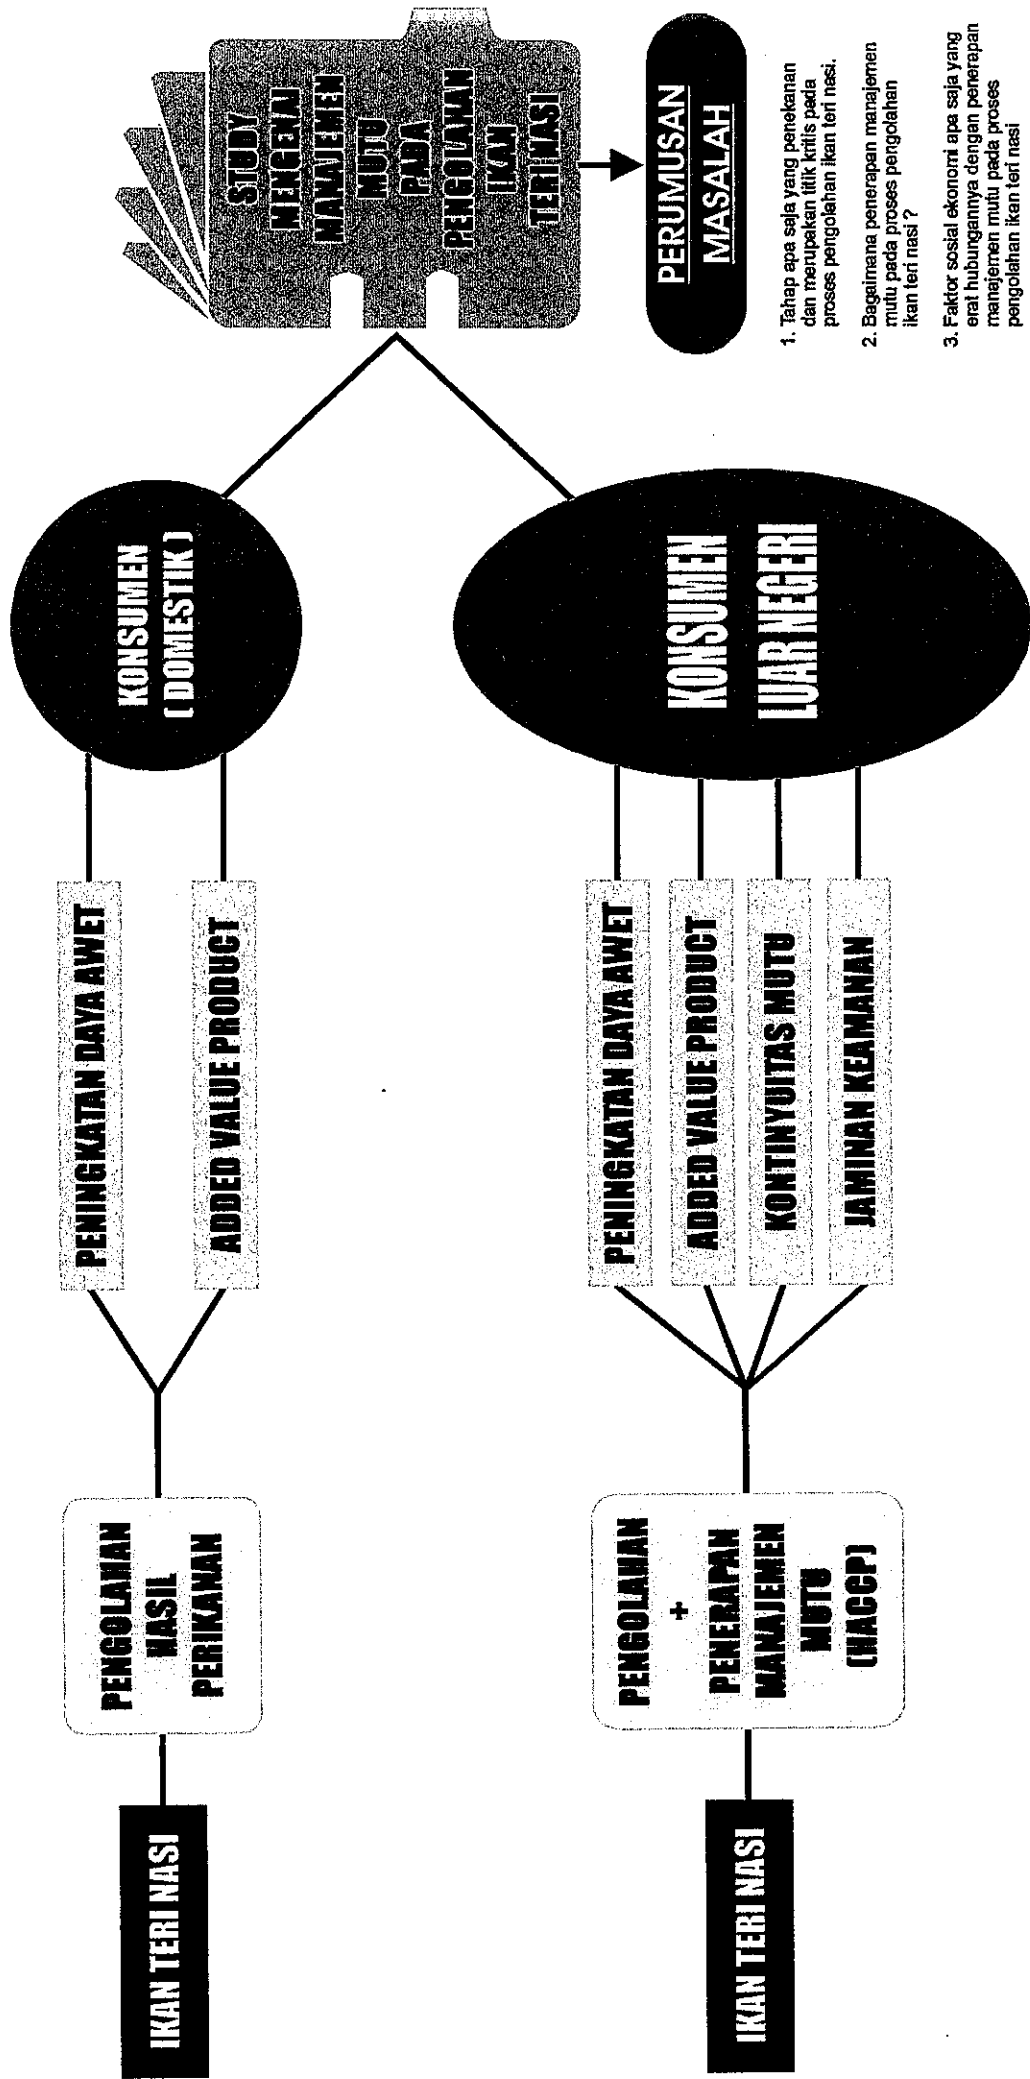 IKAN TERI NASI
PENGOLAHAN
HASIL
PERIKANAN
PENINGKATAN DAYA AWET
ADDED VALUE PRODUCT
KONSUMEN
( DOMESTIK )
IKAN TERI NASI
PENGOLAHAN
+
PENERAPAN
MANAJEMEN
MUTU
(HACCP)
PENINGKATAN DAYA AWET
ADDED VALUE PRODUCT
KONTINYUITAS MUTU
JAMINAN KEAMANAN
KONSUMEN
LUAR NEGERI
STUDY
MENGENAI
MANAJEMEN
MUTU
PADA
PENGOLAHAN
IKAN
TERI NASI
PERUMUSAN
MASALAH
1. Tahap apa saja yang penekanan
dan merupakan titik kritis pada
proses pengolahan ikan teri nasi.
2. Bagaimana penerapan manajemen
mutu pada proses pengolahan
ikan teri nasi ?
3. Faktor sosial ekonomi apa saja yang
erat hubungannya dengan penerapan
manajemen mutu pada proses
pengolahan ikan teri nasi